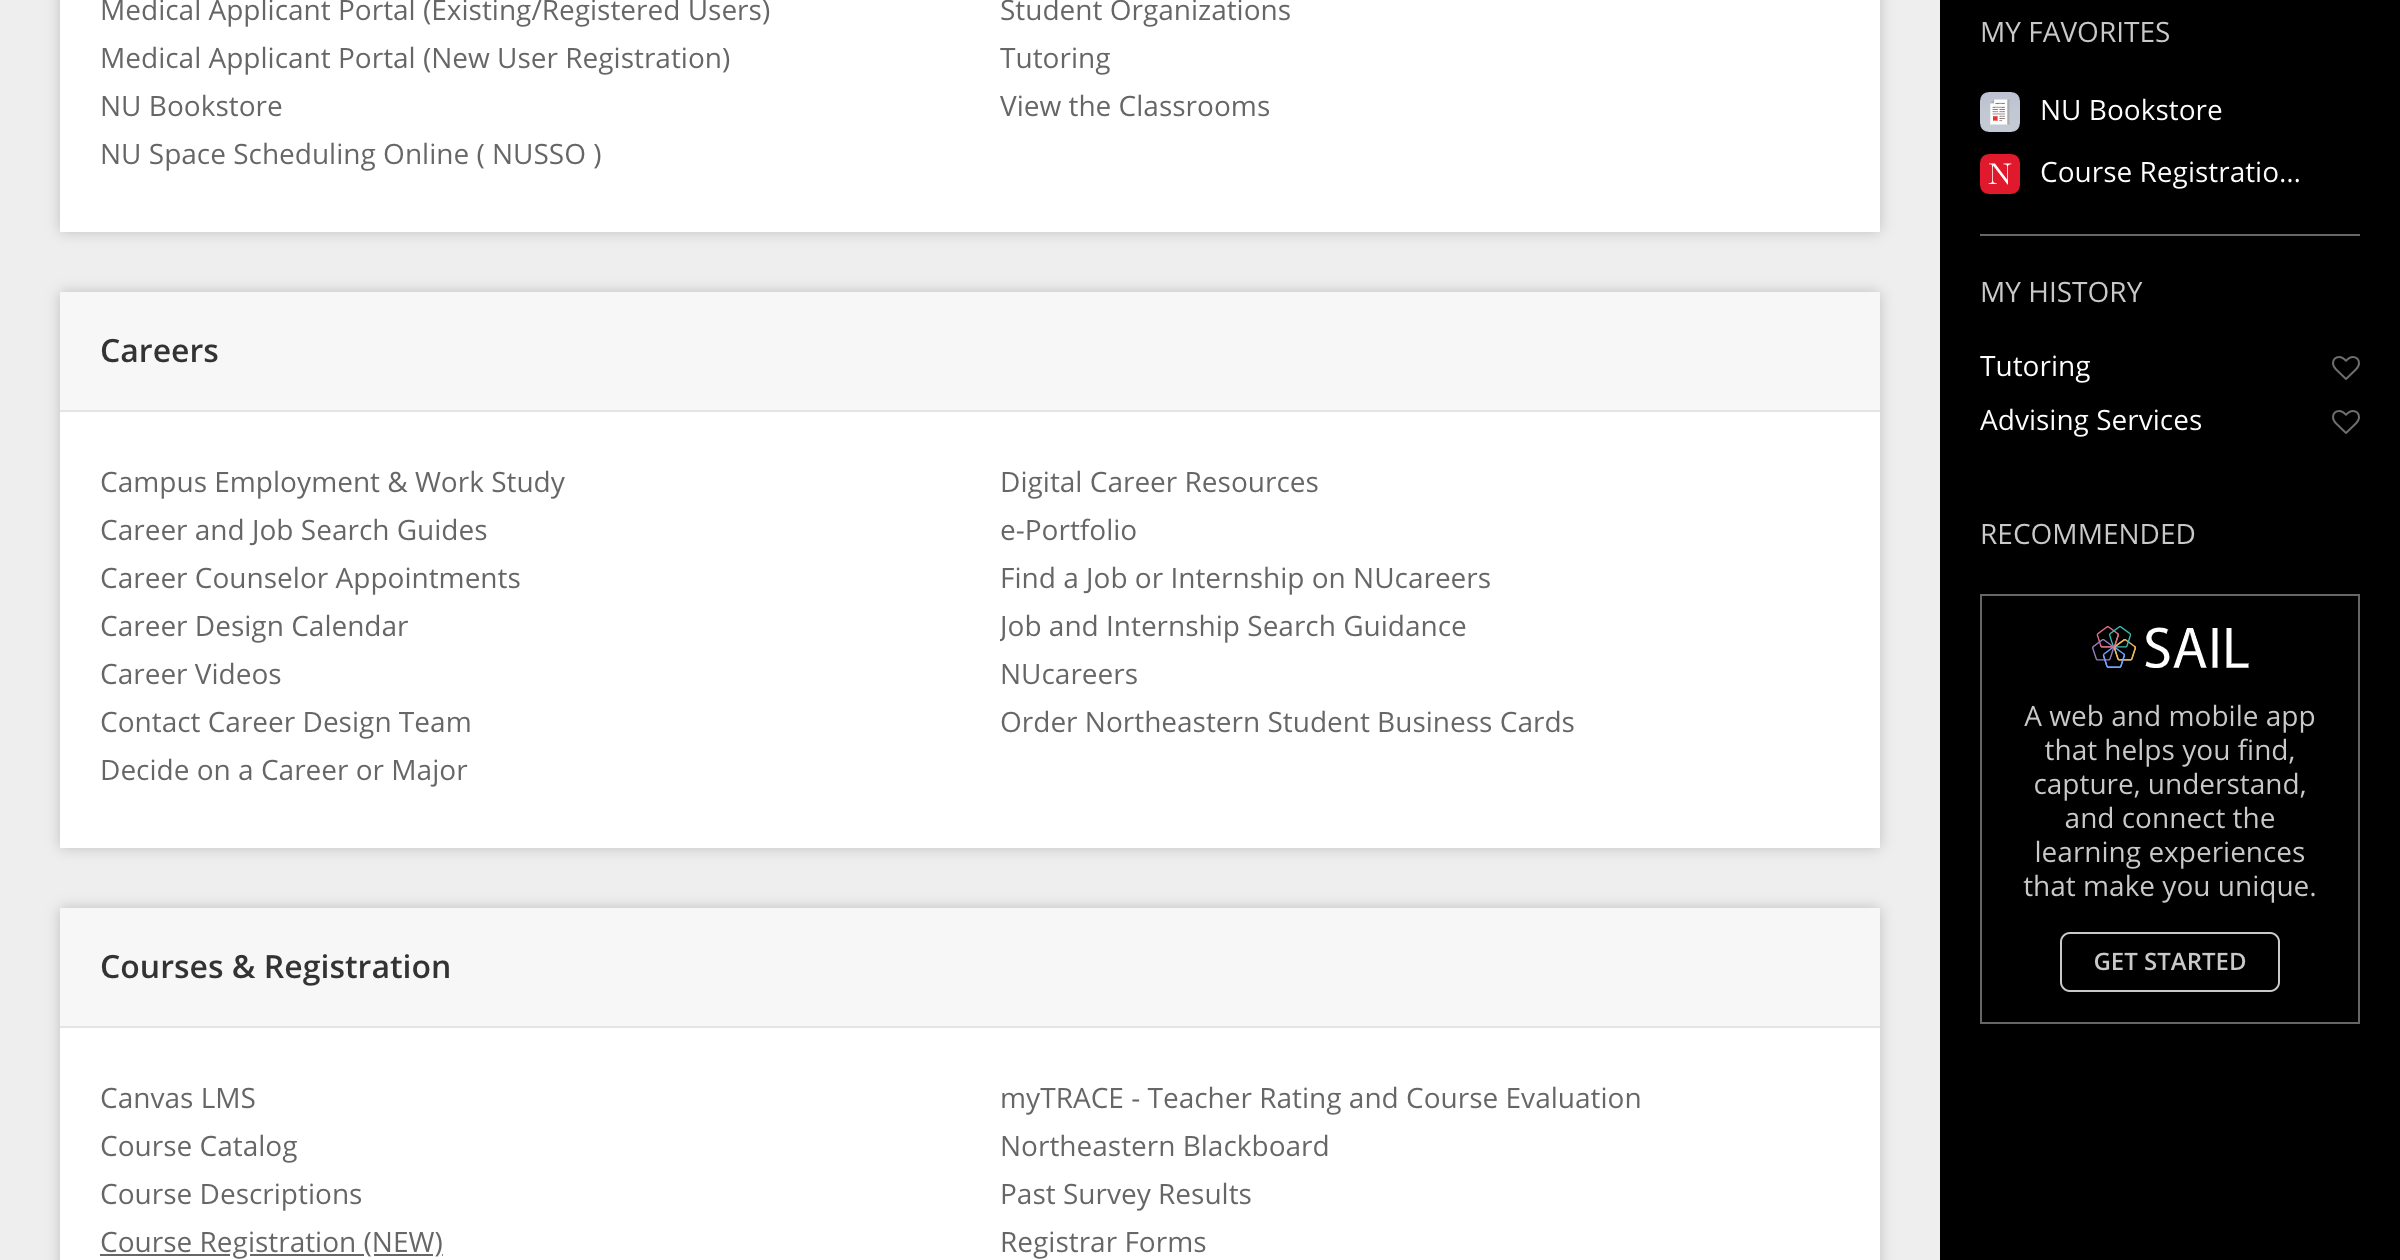 Medical Applicant Portal (Existing/Registered Users)
Medical Applicant Portal (New User Registration)
NU Bookstore
NU Space Scheduling Online ( NUSSO )
Student Organizations
Tutoring
View the Classrooms
Careers
Campus Employment & Work Study
Career and Job Search Guides
Career Counselor Appointments
Career Design Calendar
Career Videos
Contact Career Design Team
Decide on a Career or Major
Digital Career Resources
e-Portfolio
Find a Job or Internship on NUcareers
Job and Internship Search Guidance
NUcareers
Order Northeastern Student Business Cards
Courses & Registration
Canvas LMS
Course Catalog
Course Descriptions
Course Registration (NEW)
myTRACE - Teacher Rating and Course Evaluation
Northeastern Blackboard
Past Survey Results
Registrar Forms
MY FAVORITES
NU Bookstore
N Course Registratio...
MY HISTORY
Tutoring
Advising Services
RECOMMENDED
SAIL
A web and mobile app
that helps you find,
capture, understand,
and connect the
learning experiences
that make you unique.
GET STARTED